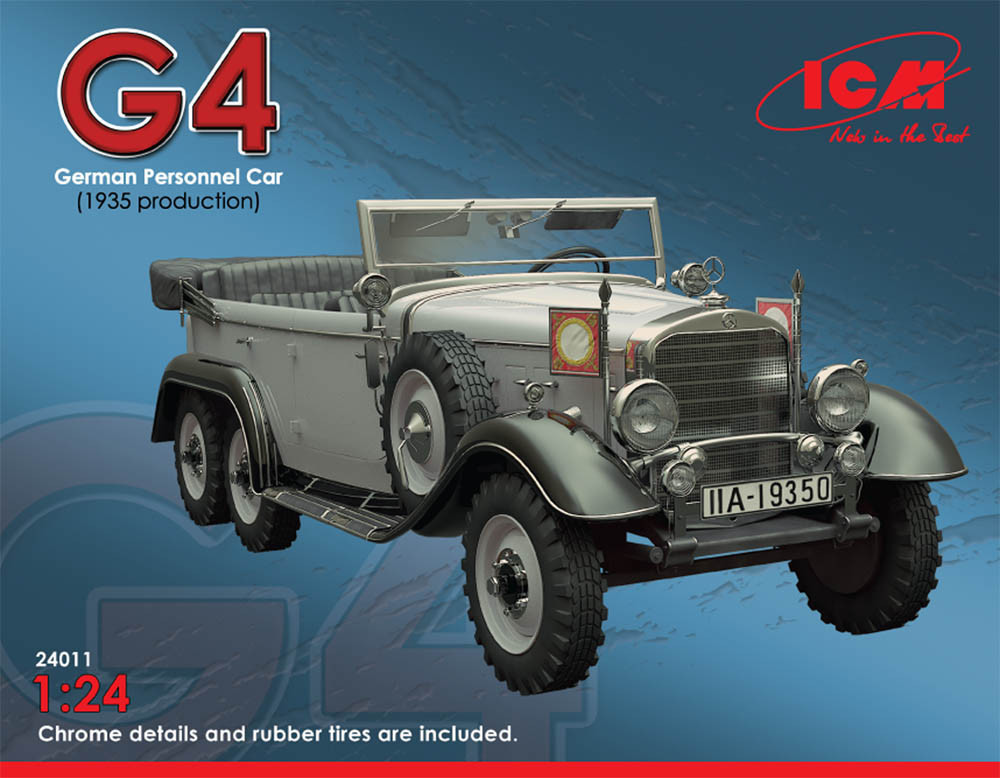 G4
German Personnel Car
(1935 production)
ICM
New in the Best
IIA-19350
24011
1:24
Chrome details and rubber tires are included.
G4